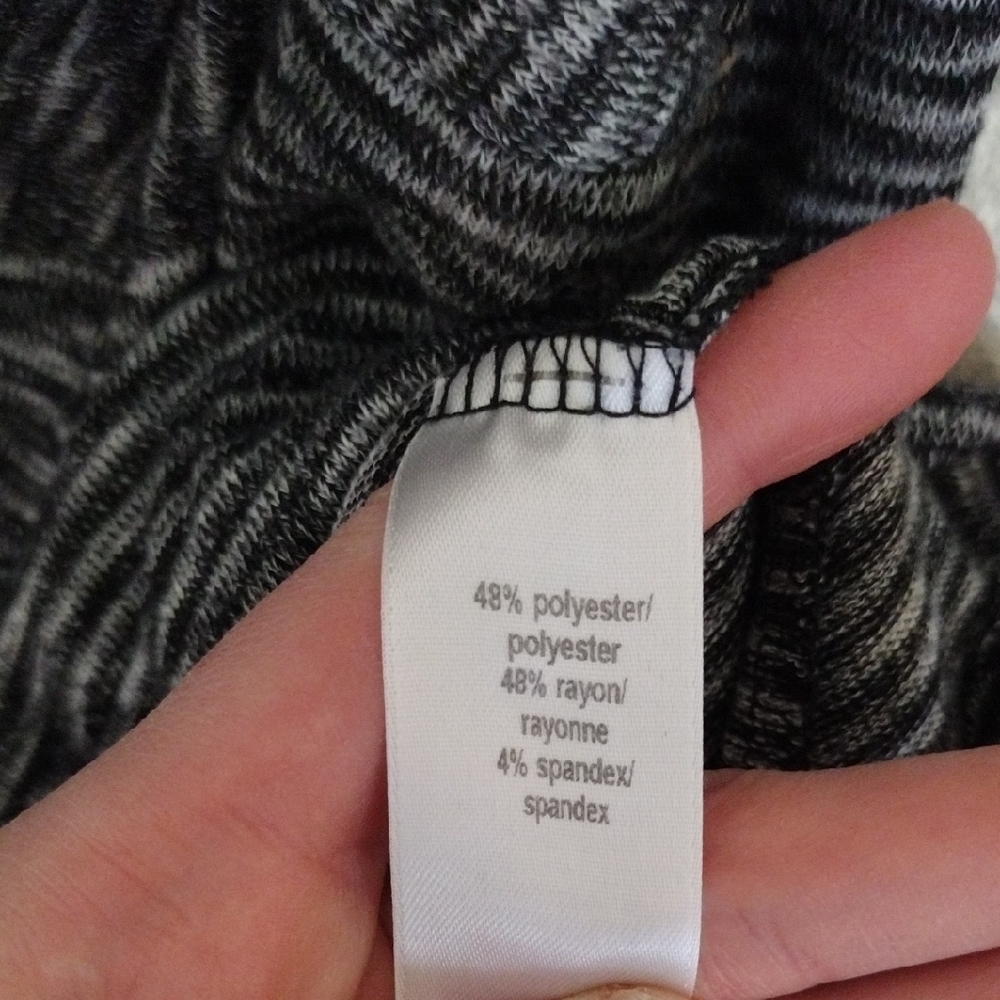 48% polyester/
polyester
48% rayon/
rayonne
4% spandex/
spandex